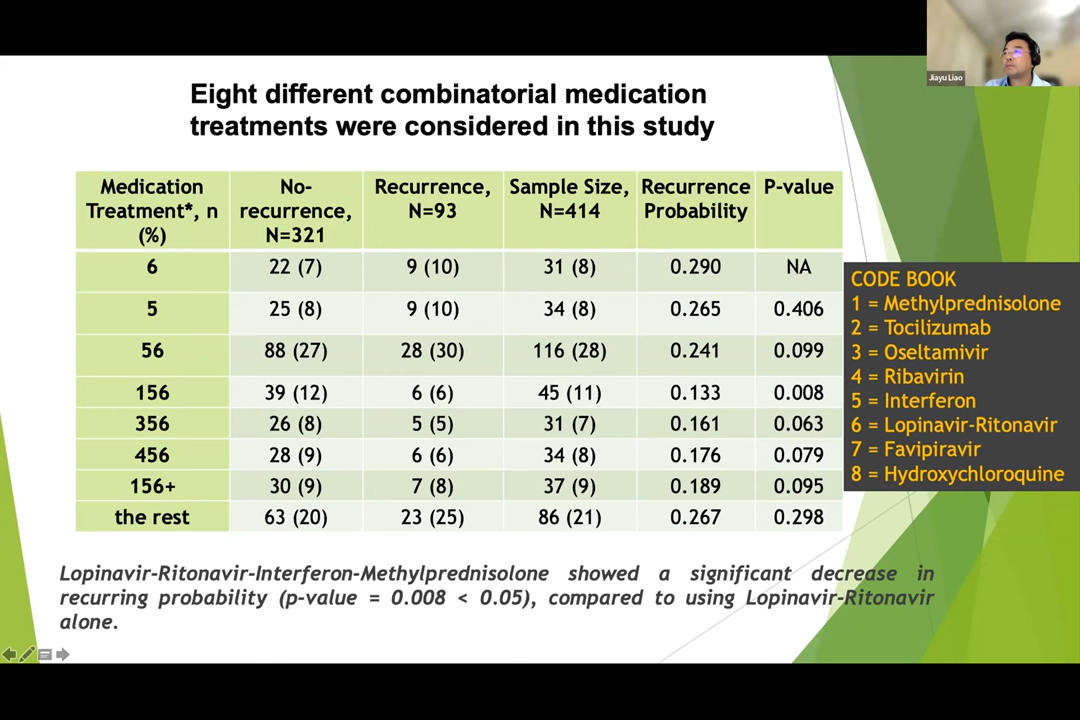 Jiayu Liao
Eight different combinatorial medication
treatments were considered in this study
Medication Treatment*, n (%) No-recurrence, N=321 Recurrence, N=93 Sample Size, N=414 Recurrence Probability P-value
6 22 (7) 9 (10) 31 (8) 0.290 NA
5 25 (8) 9 (10) 34 (8) 0.265 0.406
56 88 (27) 28 (30) 116 (28) 0.241 0.099
156 39 (12) 6 (6) 45 (11) 0.133 0.008
356 26 (8) 5 (5) 31 (7) 0.161 0.063
456 28 (9) 6 (6) 34 (8) 0.176 0.079
156+ 30 (9) 7 (8) 37 (9) 0.189 0.095
the rest 63 (20) 23 (25) 86 (21) 0.267 0.298
CODE BOOK
1 = Methylprednisolone
2 = Tocilizumab
3 = Oseltamivir
4 = Ribavirin
5 = Interferon
6 = Lopinavir-Ritonavir
7 = Favipiravir
8 = Hydroxychloroquine
Lopinavir-Ritonavir-Interferon-Methylprednisolone showed a significant decrease in
recurring probability (p-value = 0.008 < 0.05), compared to using Lopinavir-Ritonavir
alone.